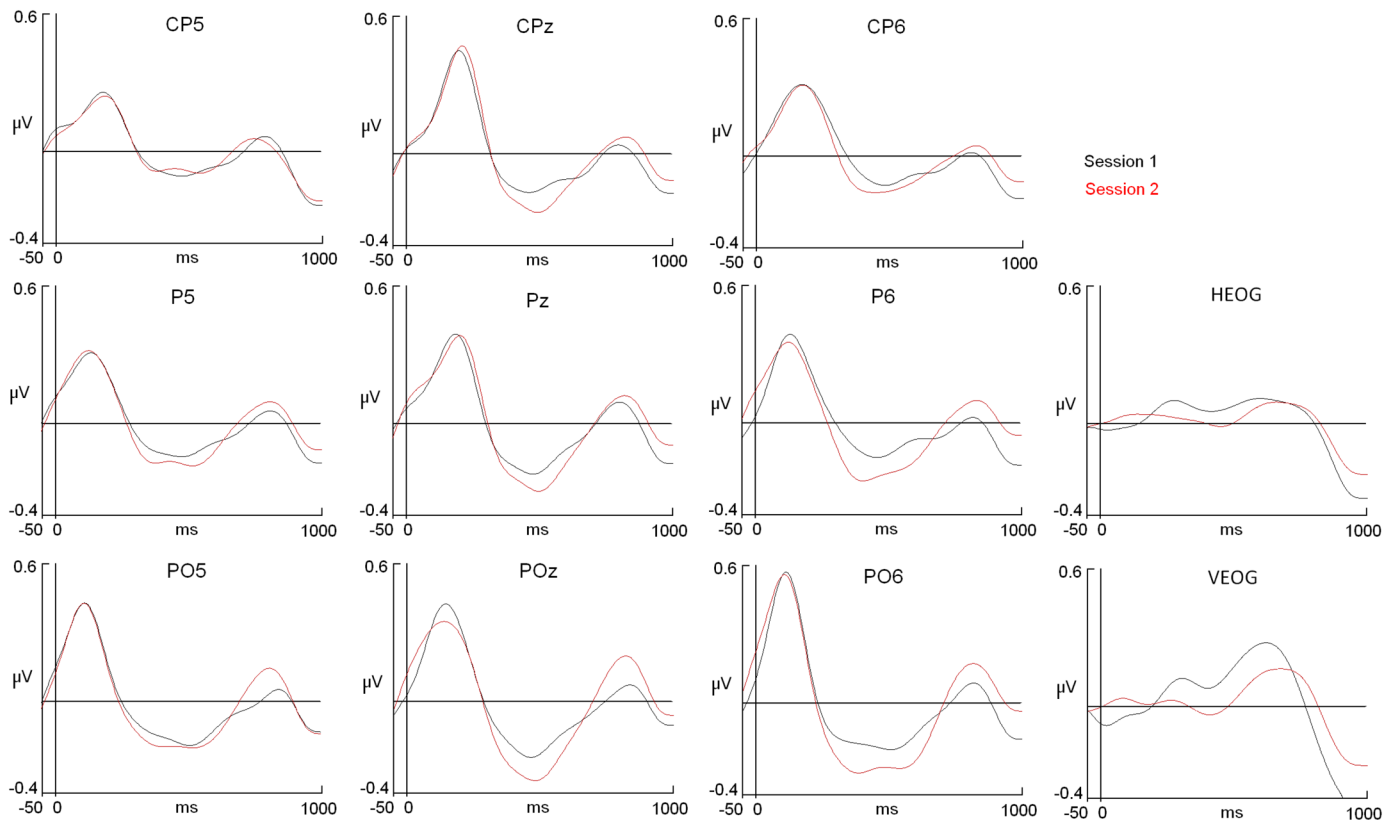 0.6 CP5
μV
-0.4
-50 0 ms 1000
0.6 CPz
μV
-0.4
-50 0 ms 1000
0.6 CP6
μV
-0.4
-50 0 ms 1000
Session 1
Session 2
0.6 P5
μV
-0.4
-50 0 ms 1000
0.6 Pz
μV
-0.4
-50 0 ms 1000
0.6 P6
μV
-0.4
-50 0 ms 1000
0.6 HEOG
μV
-0.4
-50 0 ms 1000
0.6 PO5
μV
-0.4
-50 0 ms 1000
0.6 POz
μV
-0.4
-50 0 ms 1000
0.6 PO6
μV
-0.4
-50 0 ms 1000
0.6 VEOG
μV
-0.4
-50 0 ms 1000